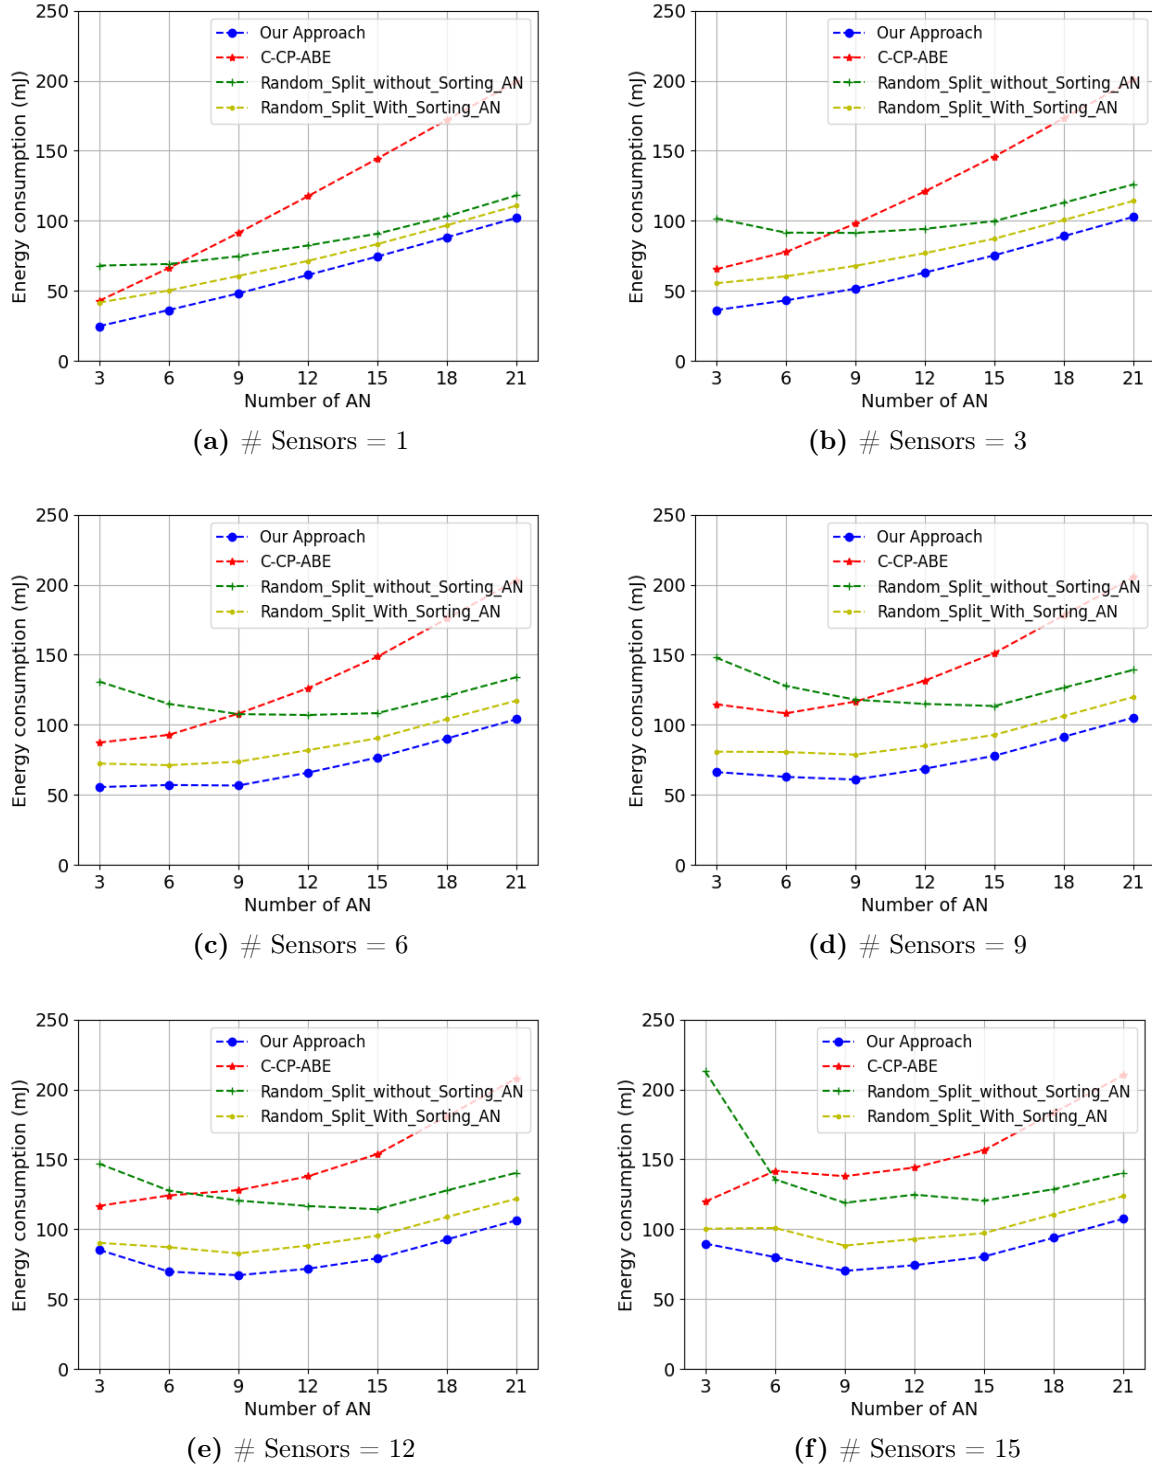 250
200
150
100
50
0
Energy consumption (mJ)
Our Approach
C-CP-ABE
Random_Split_without_Sorting_AN
Random_Split_With_Sorting_AN
3 6 9 12 15 18 21
Number of AN
(a) # Sensors = 1
250
200
150
100
50
0
Energy consumption (mJ)
Our Approach
C-CP-ABE
Random_Split_without_Sorting_AN
Random_Split_With_Sorting_AN
3 6 9 12 15 18 21
Number of AN
(b) # Sensors = 3
250
200
150
100
50
0
Energy consumption (mJ)
Our Approach
C-CP-ABE
Random_Split_without_Sorting_AN
Random_Split_With_Sorting_AN
3 6 9 12 15 18 21
Number of AN
(c) # Sensors = 6
250
200
150
100
50
0
Energy consumption (mJ)
Our Approach
C-CP-ABE
Random_Split_without_Sorting_AN
Random_Split_With_Sorting_AN
3 6 9 12 15 18 21
Number of AN
(d) # Sensors = 9
250
200
150
100
50
0
Energy consumption (mJ)
Our Approach
C-CP-ABE
Random_Split_without_Sorting_AN
Random_Split_With_Sorting_AN
3 6 9 12 15 18 21
Number of AN
(e) # Sensors = 12
250
200
150
100
50
0
Energy consumption (mJ)
Our Approach
C-CP-ABE
Random_Split_without_Sorting_AN
Random_Split_With_Sorting_AN
3 6 9 12 15 18 21
Number of AN
(f) # Sensors = 15